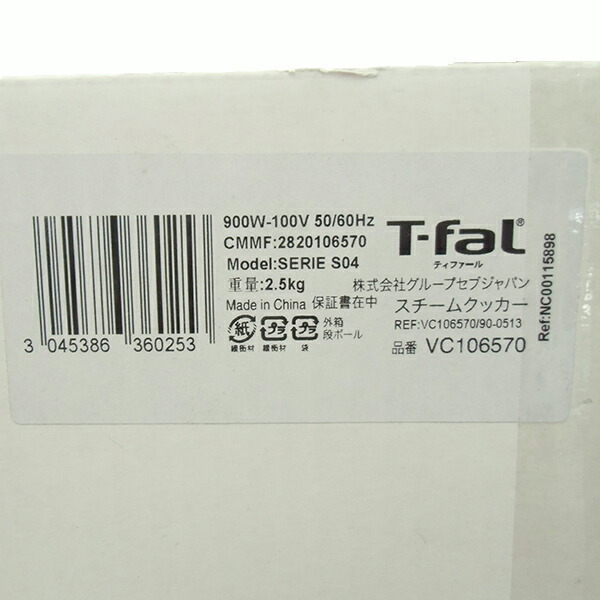 900W-100V 50/60Hz
CMMF:2820106570
Model:SERIE S04
重量:2.5kg
Made in China 保証書在中
紙 プラ プラ 外箱
段ボール
緩衝材 緩衝材 袋
3 045386 360253
T-fal®
ティファール
株式会社グループセブジャパン
スチームクッカー
REF:VC106570/90-0513
品番 VC106570
Ref:NC00115898